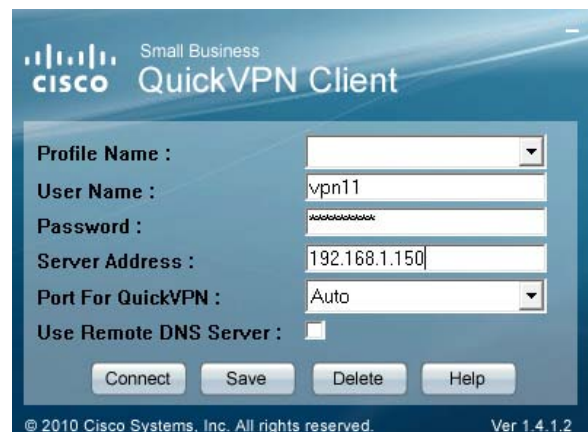 Small Business
CISCO QuickVPN Client
Profile Name :
User Name : vpn11
Password : **********
Server Address : 192.168.1.150
Port For QuickVPN : Auto
Use Remote DNS Server :
Connect Save Delete Help
© 2010 Cisco Systems, Inc. All rights reserved. Ver 1.4.1.2